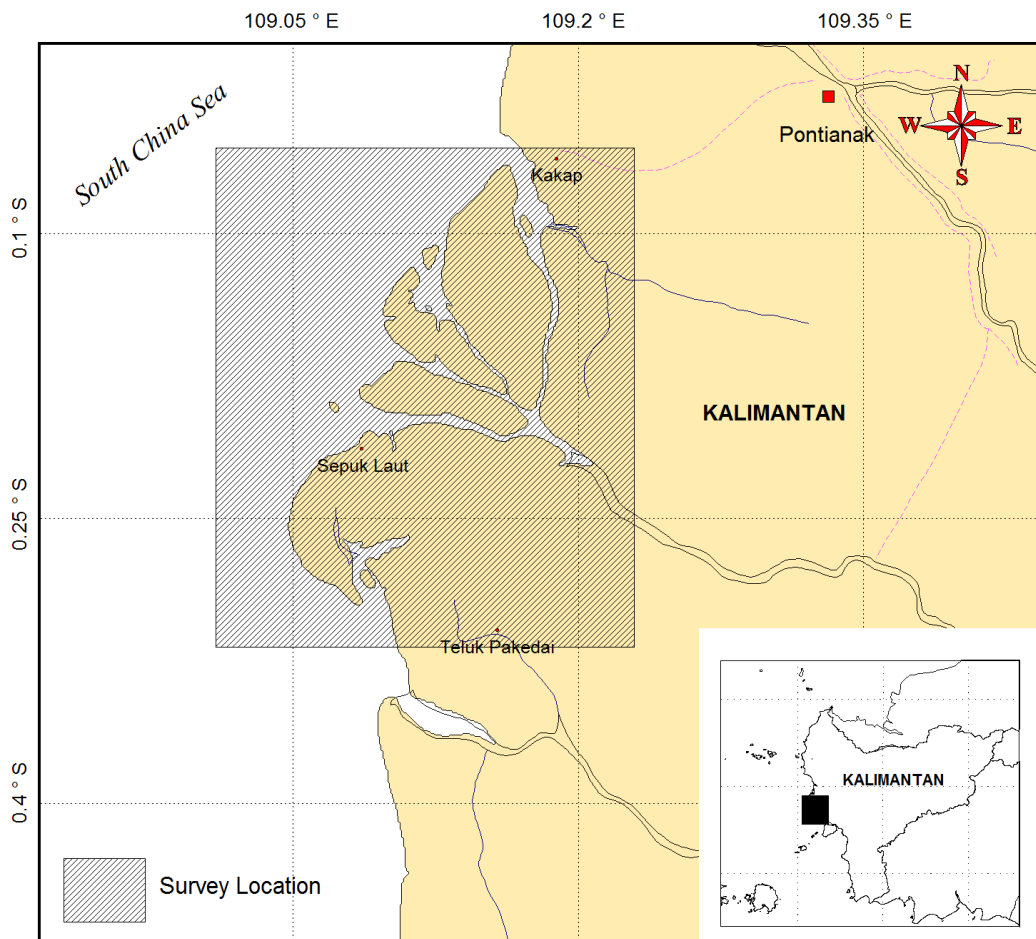 109.05 ° E
109.2 ° E
109.35 ° E
South China Sea
N
W
E
S
Pontianak
Kakap
0.1 ° S
KALIMANTAN
Sepuk Laut
0.25 ° S
Teluk Pakedai
0.4 ° S
KALIMANTAN
Survey Location